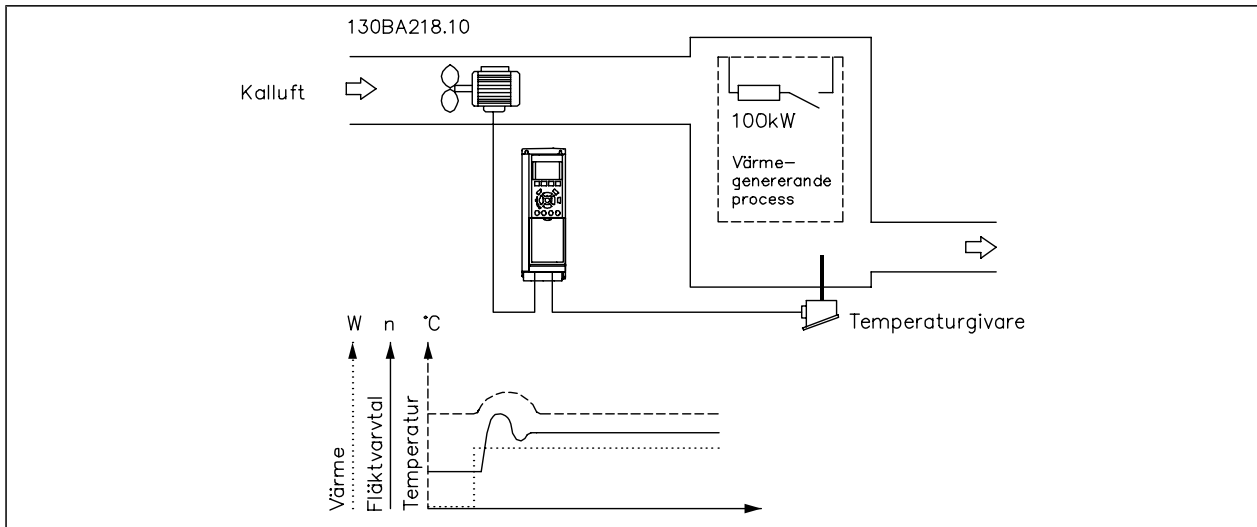 130BA218.10
Kalluft
100kW
Värme-
genererande
process
Temperaturgivare
W n °C
Värme
Fläktvarvtal
Temperatur